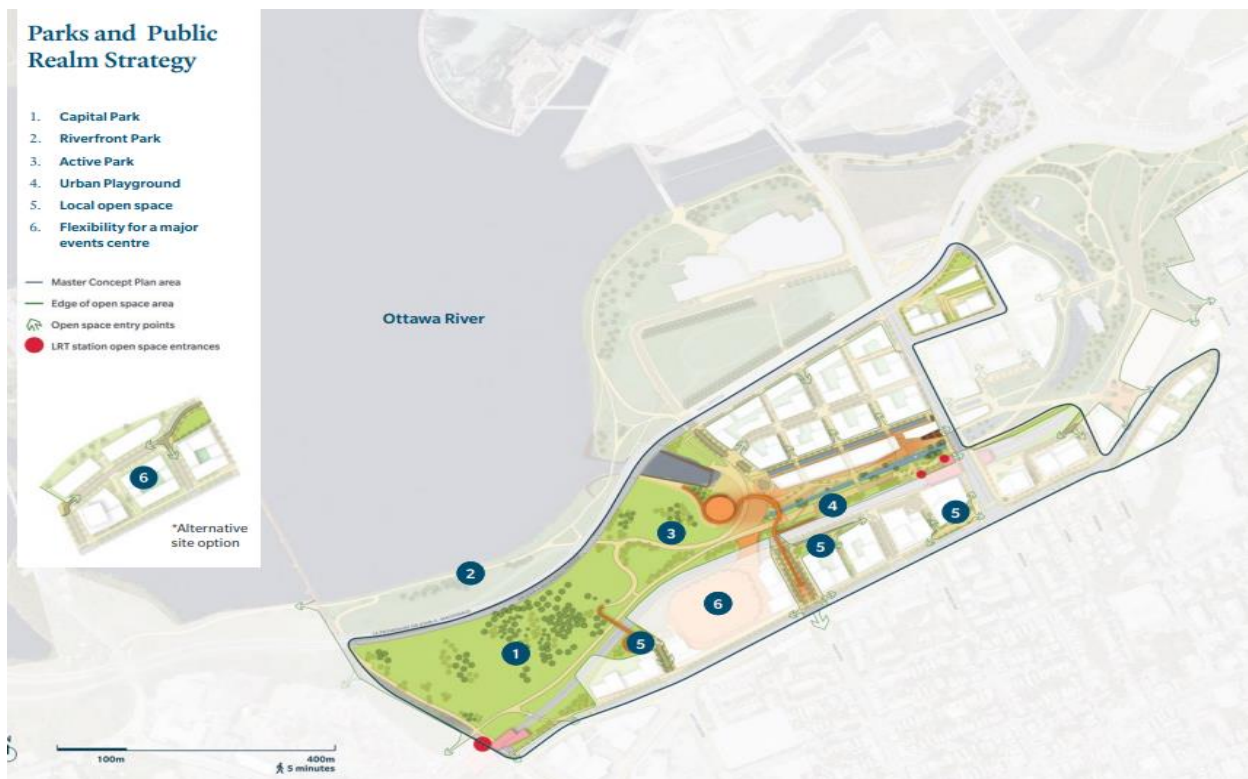 Parks and Public
Realm Strategy
1. Capital Park
2. Riverfront Park
3. Active Park
4. Urban Playground
5. Local open space
6. Flexibility for a major
events centre
Master Concept Plan area
Edge of open space area
Open space entry points
LRT station open space entrances
6
*Alternative
site option
Ottawa River
5
4
3
5
2
6
5
1
N
100m
400m
5 minutes